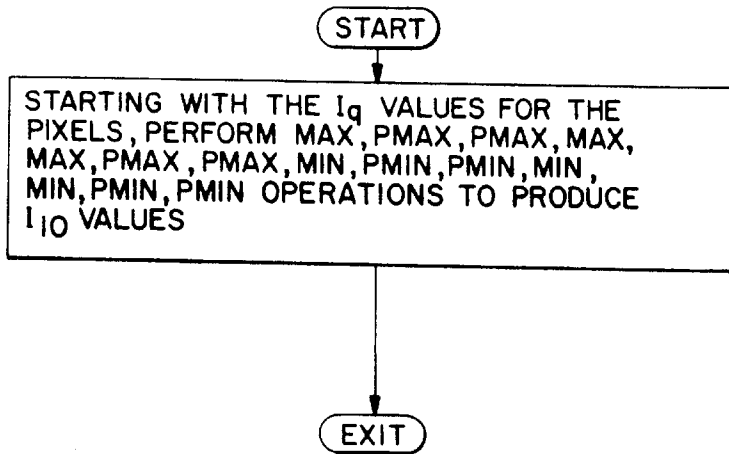 START
STARTING WITH THE Iq VALUES FOR THE
PIXELS, PERFORM MAX, PMAX, PMAX, MAX,
MAX, PMAX, PMAX, MIN, PMIN, PMIN, MIN,
MIN, PMIN, PMIN OPERATIONS TO PRODUCE
I10 VALUES
EXIT